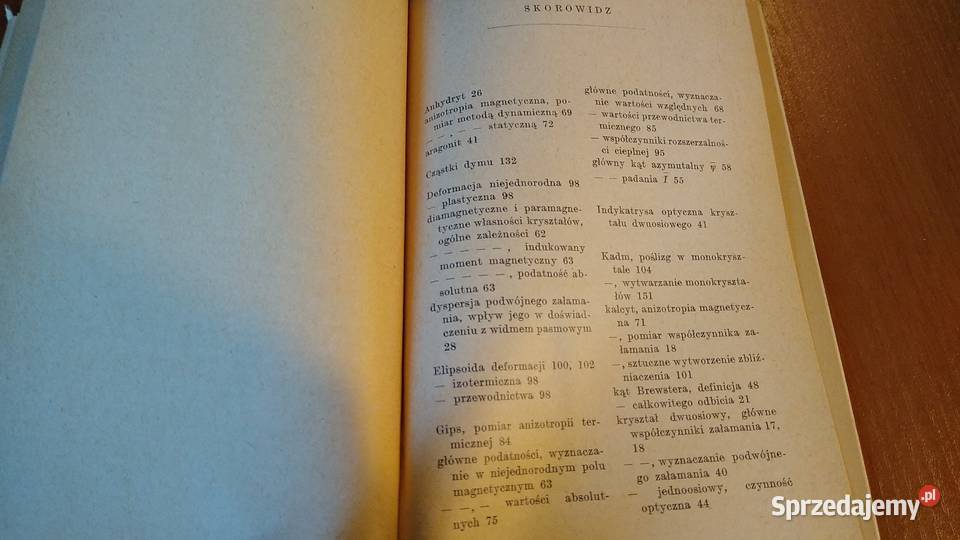 SKOROWIDZ
Anhydryt 26
anizotropia magnetyczna, po-
miar metodą dynamiczną 69
— —, — — statyczną 72
aragonit 41
Cząstki dymu 132
Deformacja niejednorodna 98
— plastyczna 98
diamagnetyczne i paramagne-
tyczne własności kryształów,
ogólne zależności 62
— — — — —, indukowany
moment magnetyczny 63
— — — — —, podatność ab-
solutna 63
dyspersja podwójnego załama-
nia, wpływ jego w doświad-
czeniu z widmem pasmowym
28
Elipsoida deformacji 100, 102
— izotermiczna 98
— przewodnictwa 98
Gips, pomiar anizotropii ter-
micznej 84
główne podatności, wyznacza-
nie w niejednorodnym polu
magnetycznym 63
— —, — wartości absolut-
nych 75
główne podatności, wyznacza-
nie wartości względnych 68
— wartości przewodnictwa ter-
micznego 85
— współczynniki rozszerzalnoś-
ci cieplnej 95
główny kąt azymutalny ψ̅ 58
— — padania I̅ 55
Indykatrysa optyczna krysz-
tału dwuosiowego 41
Kadm, poślizg w monokrysz-
tale 104
—, wytwarzanie monokryszta-
łów 151
kalcyt, anizotropia magnetycz-
na 71
—, pomiar współczynnika za-
łamania 18
—, sztuczne wytworzenie zbliź-
niaczenia 101
kąt Brewstera, definicja 48
— całkowitego odbicia 21
kryształ dwuosiowy, główne
współczynniki załamania 17,
18
— —, wyznaczanie podwójne-
go załamania 40
— jednoosiowy, czynność
optyczna 44
Sprzedajemy.pl